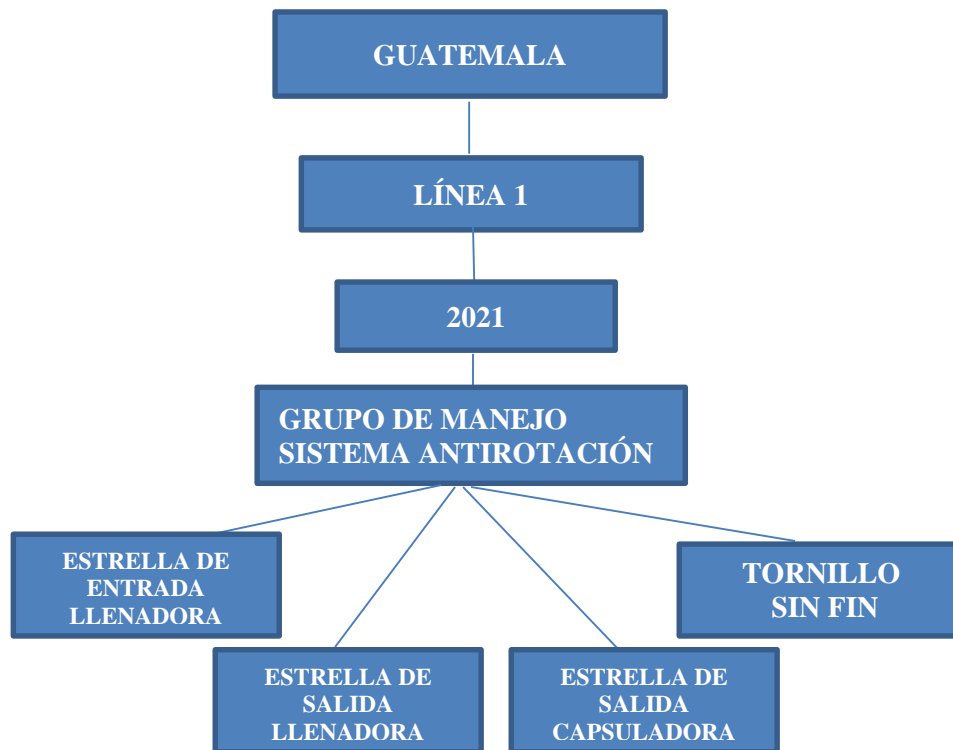 GUATEMALA
LÍNEA 1
2021
GRUPO DE MANEJO
SISTEMA ANTIROTACIÓN
ESTRELLA DE
ENTRADA
LLENADORA
TORNILLO
SIN FIN
ESTRELLA DE
SALIDA
LLENADORA
ESTRELLA DE
SALIDA
CAPSULADORA